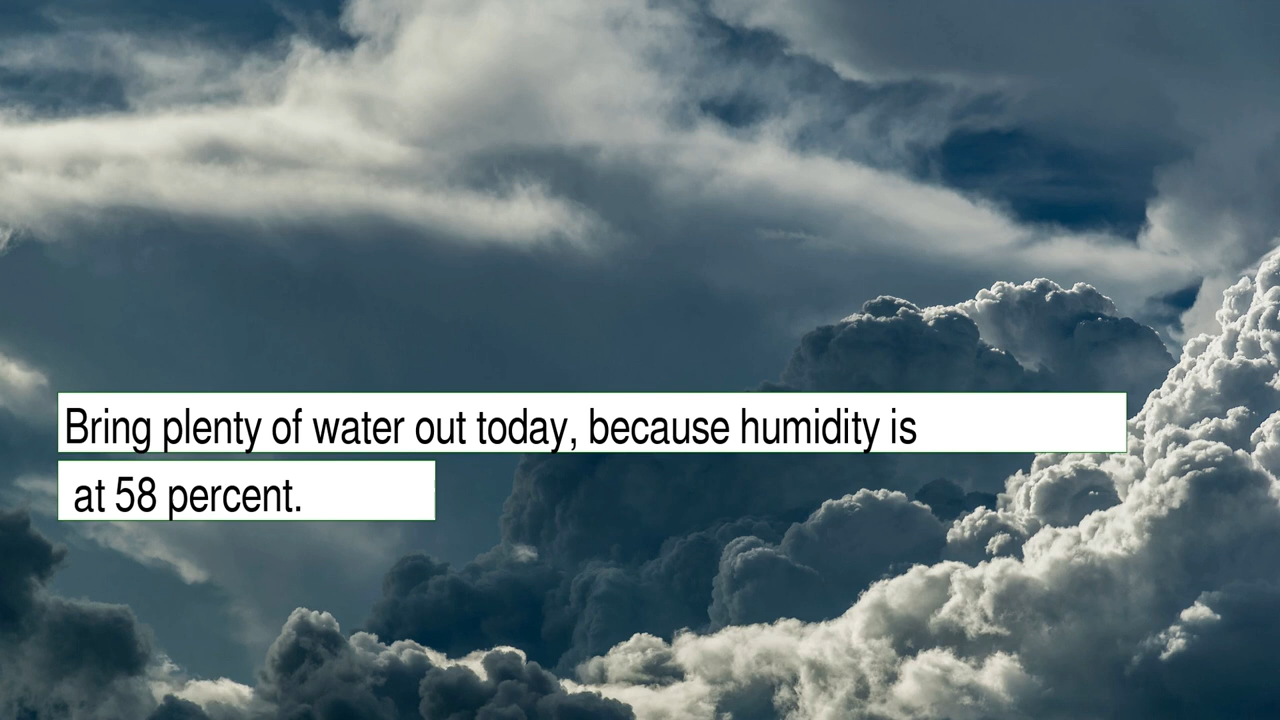 Bring plenty of water out today, because humidity is
at 58 percent.